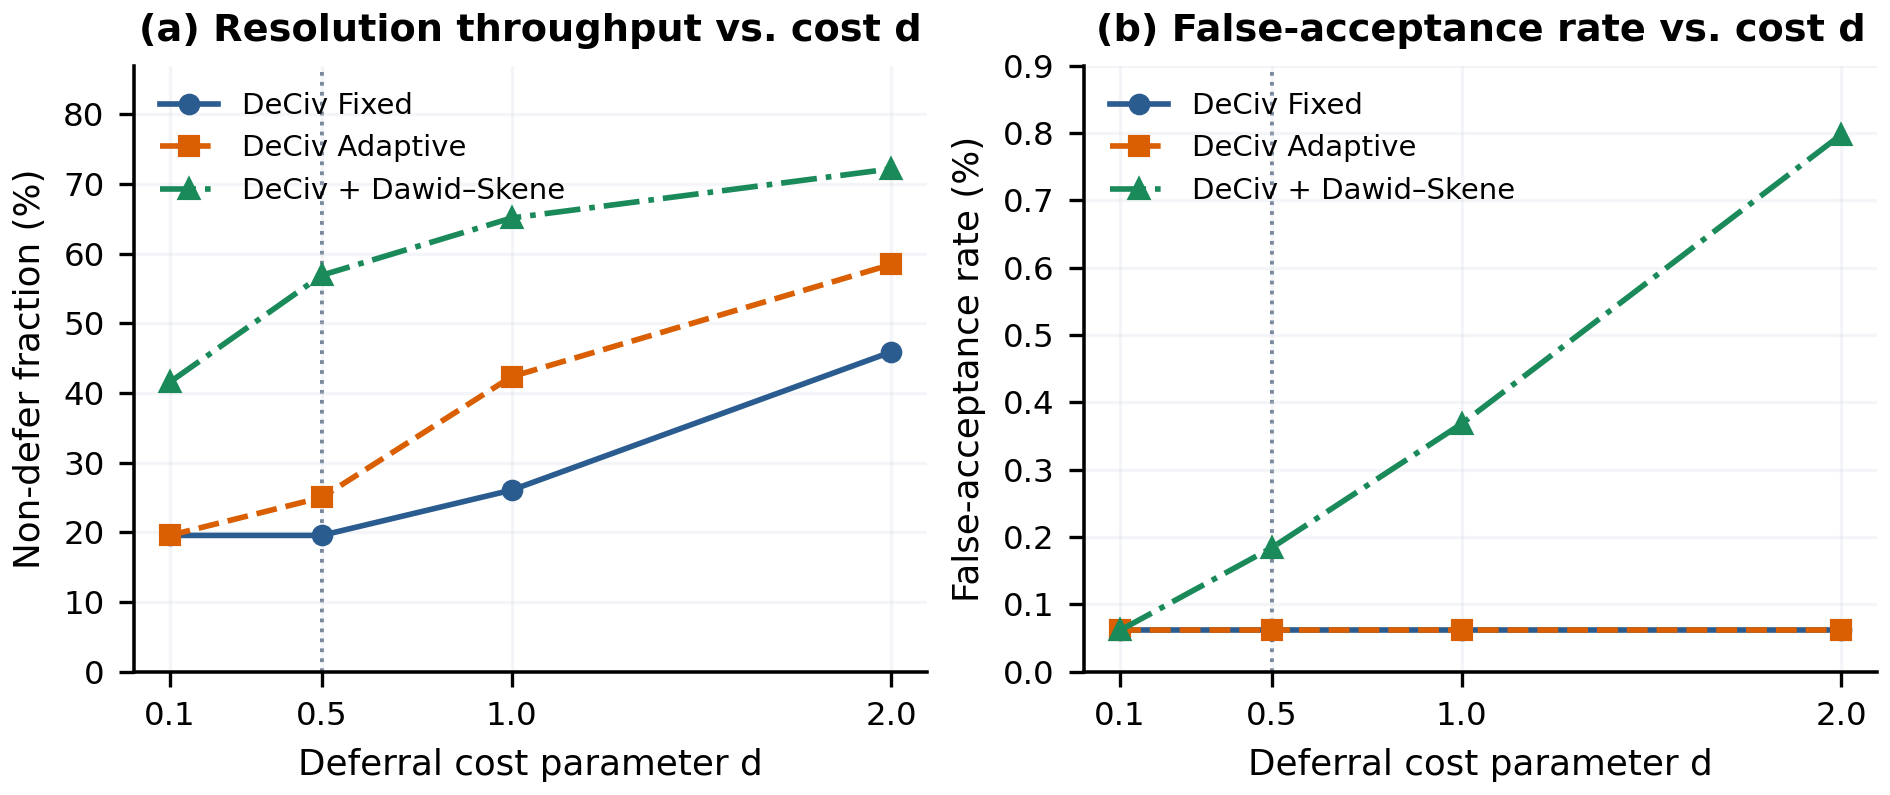 (a) Resolution throughput vs. cost d
Non-defer fraction (%)
80
70
60
50
40
30
20
10
0
DeCiv Fixed
DeCiv Adaptive
DeCiv + Dawid–Skene
0.1 0.5 1.0 2.0
Deferral cost parameter d
(b) False-acceptance rate vs. cost d
False-acceptance rate (%)
0.9
0.8
0.7
0.6
0.5
0.4
0.3
0.2
0.1
0.0
DeCiv Fixed
DeCiv Adaptive
DeCiv + Dawid–Skene
0.1 0.5 1.0 2.0
Deferral cost parameter d